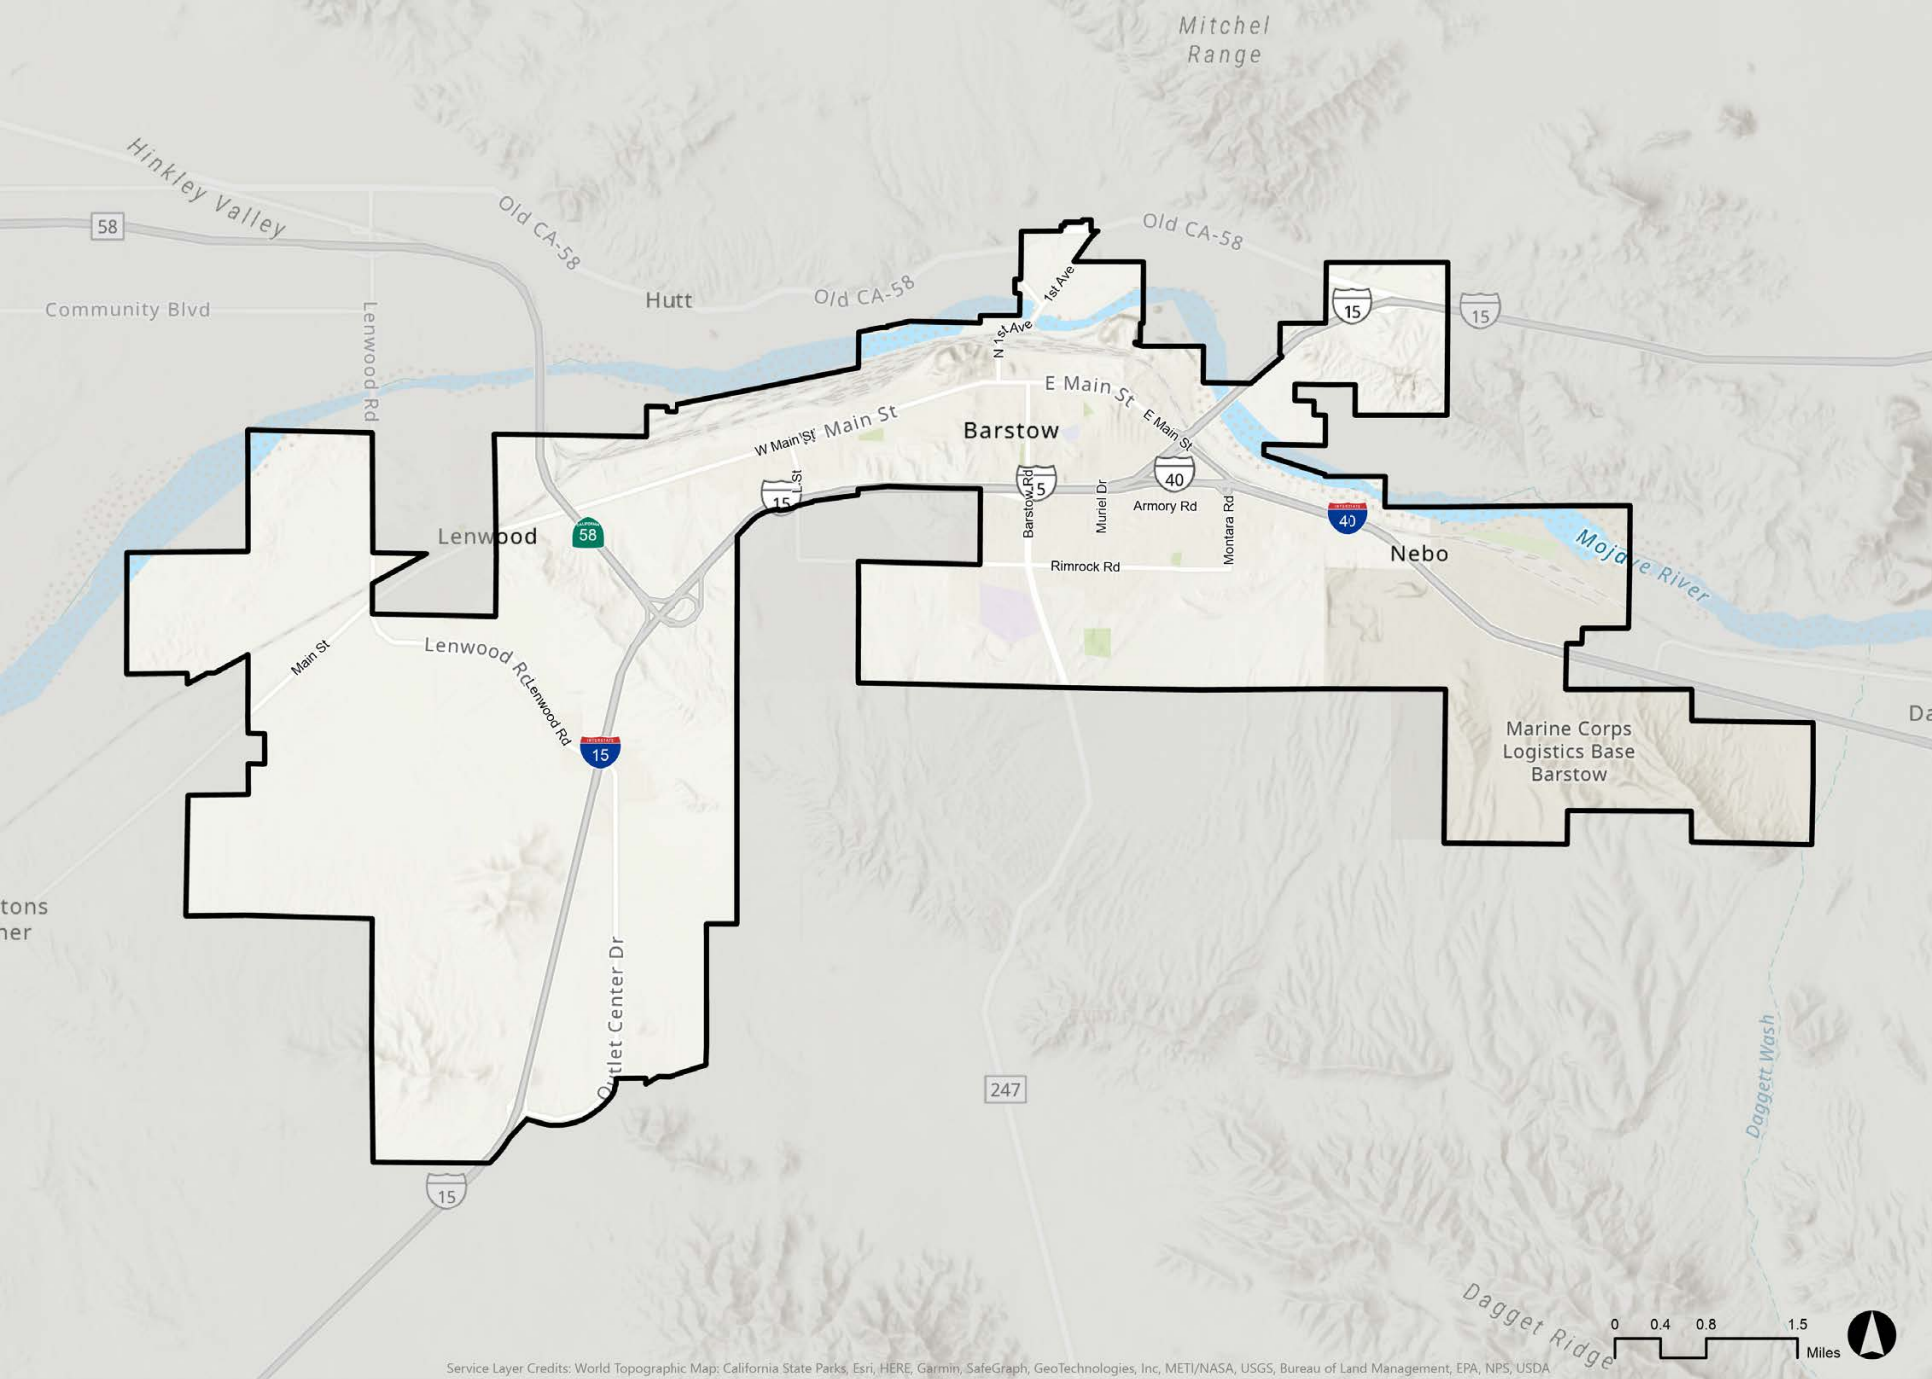 Mitchel
Range
Hinkley Valley
58
Old CA-58
Old CA-58
Old CA-58
Community Blvd
Lenwood Rd
Hutt
1st Ave
N 1st Ave
15
15
E Main St
E Main St
Main St
W Main St
Barstow
L St
15
Barstow Rd
5
Muriel Dr
40
Armory Rd
Montara Rd
40
Nebo
Mojave River
Lenwood
58
Rimrock Rd
Main St
Lenwood Rd
Lenwood Rd
15
Marine Corps
Logistics Base
Barstow
Da
tons
ner
Outlet Center Dr
247
15
Daggett Wash
Dagget Ridge
0 0.4 0.8 1.5
Miles
Service Layer Credits: World Topographic Map: California State Parks, Esri, HERE, Garmin, SafeGraph, GeoTechnologies, Inc, METI/NASA, USGS, Bureau of Land Management, EPA, NPS, USDA